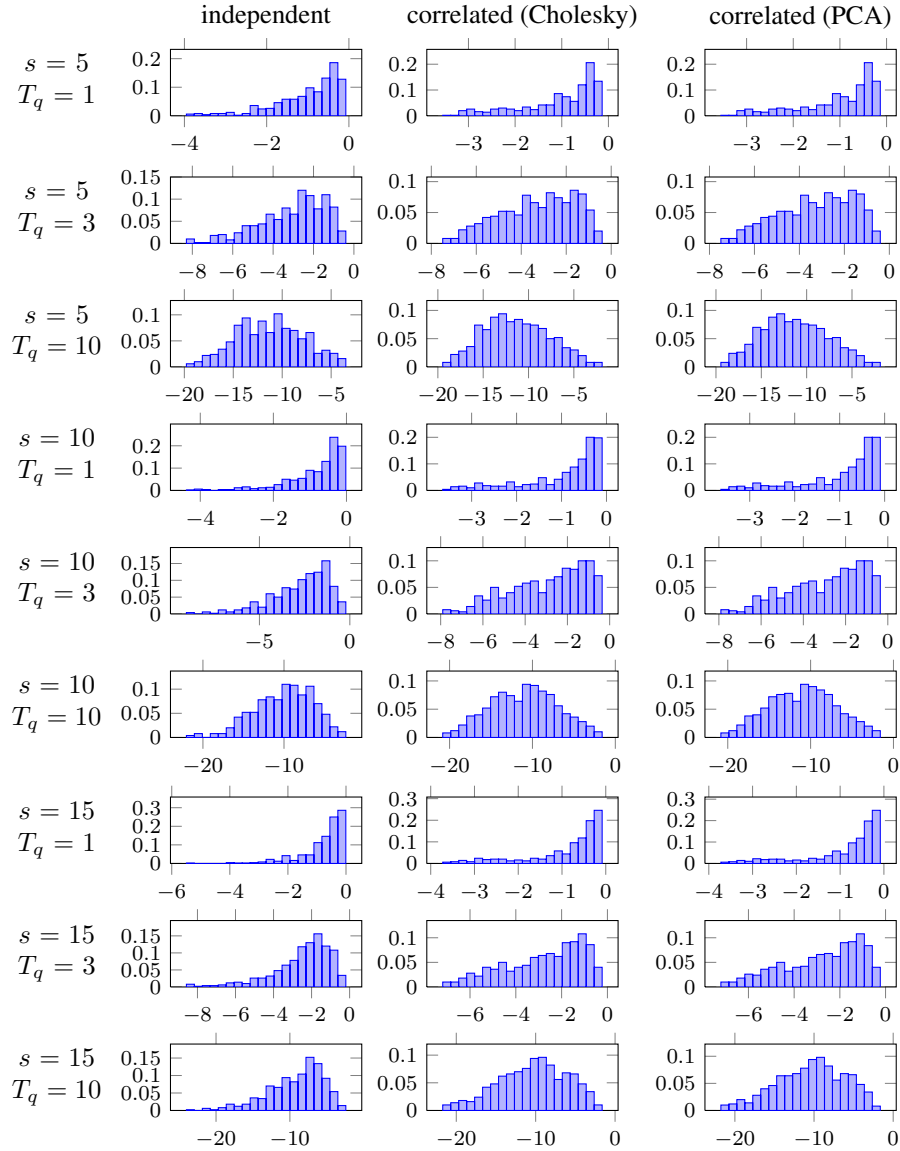 independent correlated (Cholesky) correlated (PCA)
s = 5
T_q = 1
0.2
0.1
0
−4 −2 0
0.2
0.1
0
−3 −2 −1 0
0.2
0.1
0
−3 −2 −1 0
s = 5
T_q = 3
0.15
0.1
0.05
0
−8 −6 −4 −2 0
0.1
0.05
0
−8 −6 −4 −2 0
0.1
0.05
0
−8 −6 −4 −2 0
s = 5
T_q = 10
0.1
0.05
0
−20 −15 −10 −5
0.1
0.05
0
−20 −15 −10 −5
0.1
0.05
0
−20 −15 −10 −5
s = 10
T_q = 1
0.2
0.1
0
−4 −2 0
0.2
0.1
0
−3 −2 −1 0
0.2
0.1
0
−3 −2 −1 0
s = 10
T_q = 3
0.15
0.1
0.05
0
−5 0
0.1
0.05
0
−8 −6 −4 −2 0
0.1
0.05
0
−8 −6 −4 −2 0
s = 10
T_q = 10
0.1
0.05
0
−20 −10
0.1
0.05
0
−20 −10 0
0.1
0.05
0
−20 −10 0
s = 15
T_q = 1
0.3
0.2
0.1
0
−6 −4 −2 0
0.3
0.2
0.1
0
−4 −3 −2 −1 0
0.3
0.2
0.1
0
−4 −3 −2 −1 0
s = 15
T_q = 3
0.15
0.1
0.05
0
−8 −6 −4 −2 0
0.1
0.05
0
−6 −4 −2 0
0.1
0.05
0
−6 −4 −2 0
s = 15
T_q = 10
0.15
0.1
0.05
0
−20 −10
0.1
0.05
0
−20 −10 0
0.1
0.05
0
−20 −10 0